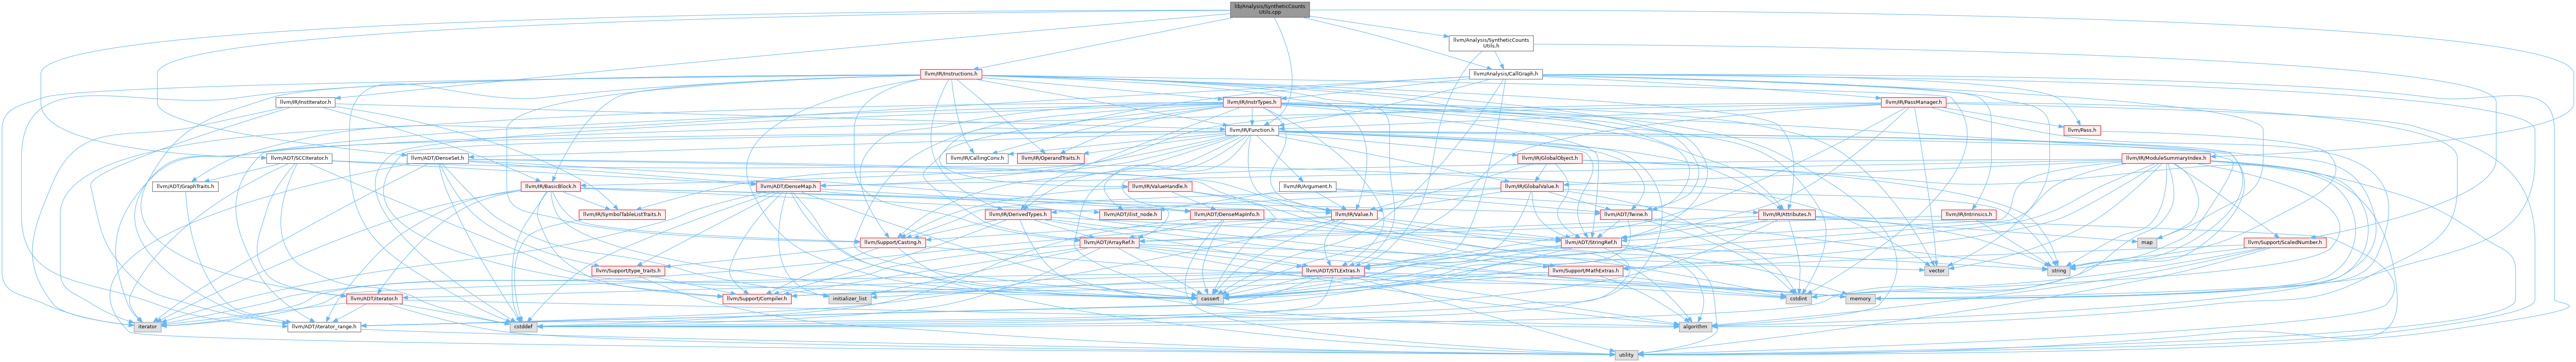 lib/Analysis/SyntheticCounts
Utils.cpp
llvm/Analysis/SyntheticCounts
Utils.h
llvm/IR/Instructions.h
llvm/Analysis/CallGraph.h
llvm/IR/InstIterator.h
llvm/IR/InstrTypes.h
llvm/IR/PassManager.h
llvm/IR/Function.h
llvm/Pass.h
llvm/ADT/SCCIterator.h
llvm/ADT/DenseSet.h
llvm/IR/CallingConv.h
llvm/IR/OperandTraits.h
llvm/IR/GlobalObject.h
llvm/IR/ModuleSummaryIndex.h
llvm/ADT/GraphTraits.h
llvm/IR/BasicBlock.h
llvm/ADT/DenseMap.h
llvm/IR/ValueHandle.h
llvm/IR/Argument.h
llvm/IR/GlobalValue.h
llvm/IR/SymbolTableListTraits.h
llvm/IR/DerivedTypes.h
llvm/ADT/ilist_node.h
llvm/ADT/DenseMapInfo.h
llvm/IR/Value.h
llvm/ADT/Twine.h
llvm/IR/Attributes.h
llvm/IR/Intrinsics.h
llvm/Support/Casting.h
llvm/ADT/ArrayRef.h
llvm/ADT/StringRef.h
map
llvm/Support/ScaledNumber.h
llvm/Support/type_traits.h
llvm/ADT/STLExtras.h
llvm/Support/MathExtras.h
vector
string
llvm/ADT/iterator.h
llvm/Support/Compiler.h
initializer_list
cassert
cstdint
memory
iterator
llvm/ADT/iterator_range.h
cstddef
algorithm
utility